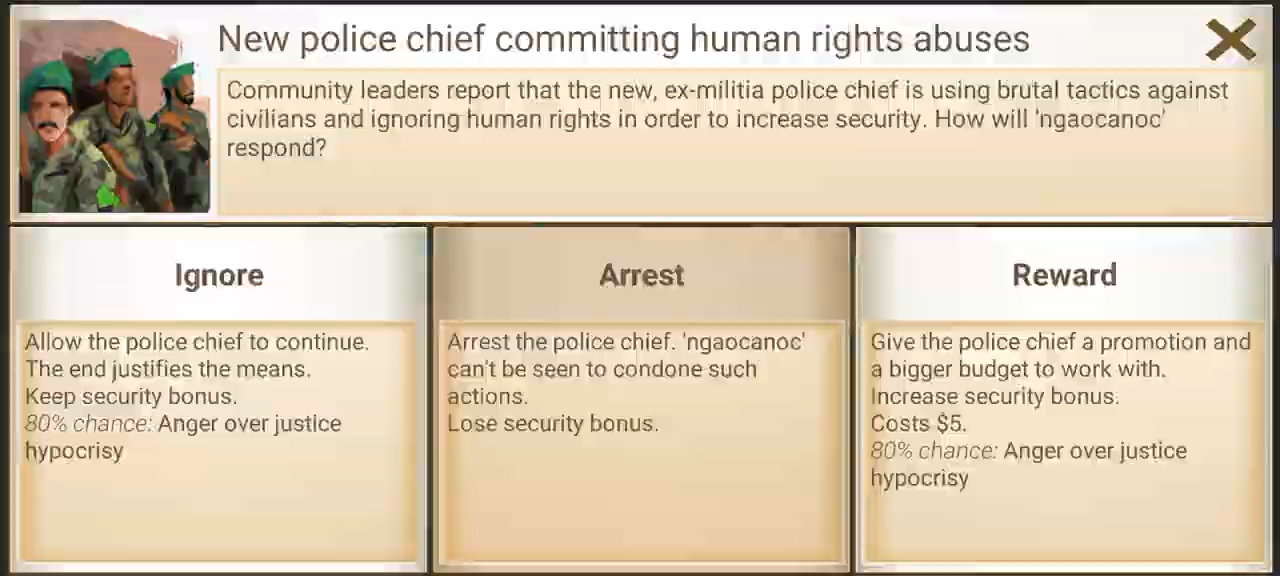 New police chief committing human rights abuses
Community leaders report that the new, ex-militia police chief is using brutal tactics against
civilians and ignoring human rights in order to increase security. How will 'ngaocanoc'
respond?
Ignore
Allow the police chief to continue.
The end justifies the means.
Keep security bonus.
80% chance: Anger over justice
hypocrisy
Arrest
Arrest the police chief. 'ngaocanoc'
can't be seen to condone such
actions.
Lose security bonus.
Reward
Give the police chief a promotion and
a bigger budget to work with.
Increase security bonus.
Costs $5.
80% chance: Anger over justice
hypocrisy